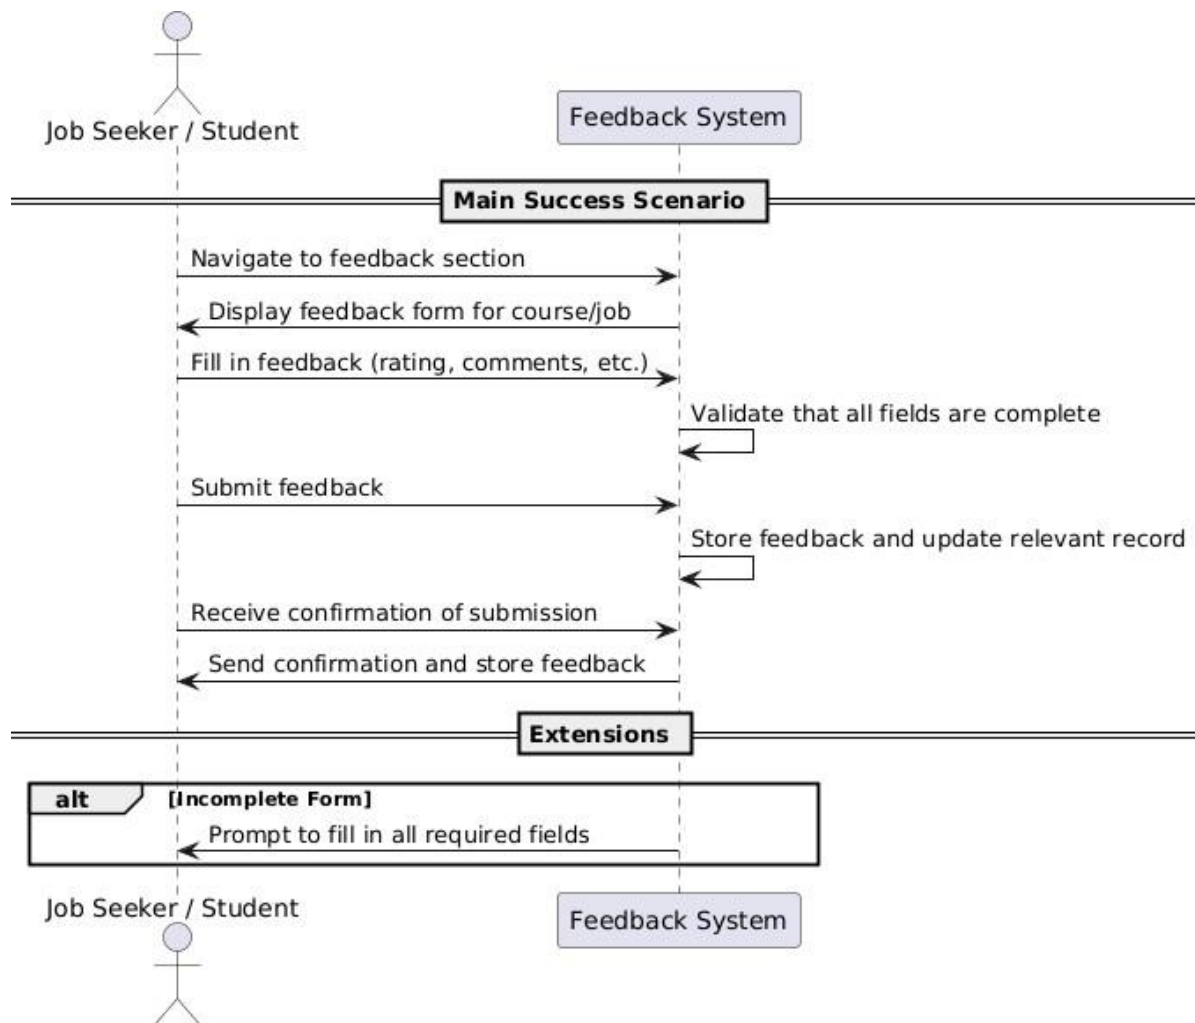 Job Seeker / Student
Feedback System
Main Success Scenario
Navigate to feedback section
Display feedback form for course/job
Fill in feedback (rating, comments, etc.)
Validate that all fields are complete
Submit feedback
Store feedback and update relevant record
Receive confirmation of submission
Send confirmation and store feedback
Extensions
alt [Incomplete Form]
Prompt to fill in all required fields
Job Seeker / Student
Feedback System